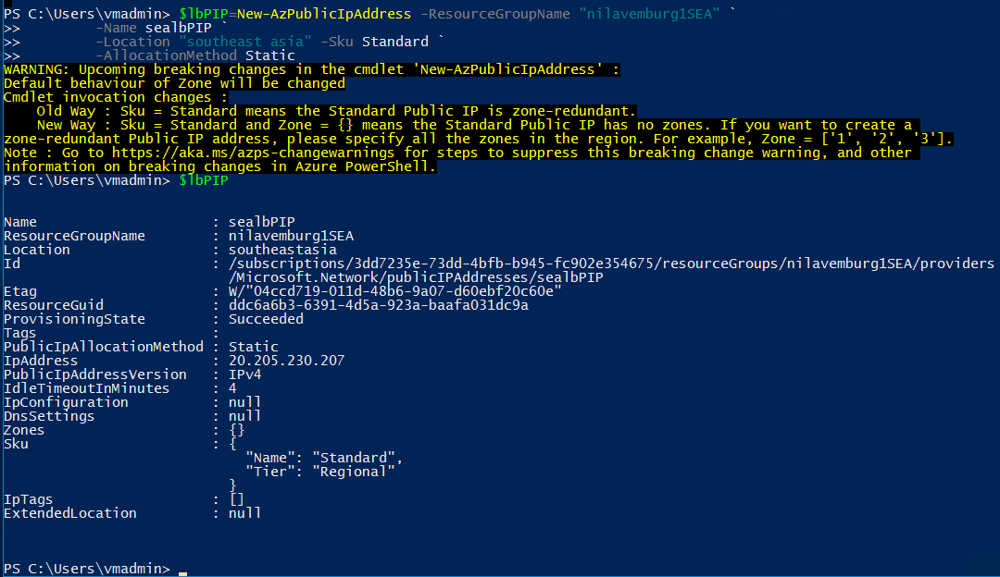 PS C:\Users\vmadmin> $lbPIP=New-AzPublicIpAddress -ResourceGroupName "nilavemburg1SEA" `
>>          -Name sealbPIP `
>>          -Location "southeast asia" -Sku Standard `
>>          -AllocationMethod Static
WARNING: Upcoming breaking changes in the cmdlet 'New-AzPublicIpAddress' :
Default behaviour of Zone will be changed
Cmdlet invocation changes :
    Old Way : Sku = Standard means the Standard Public IP is zone-redundant.
    New Way : Sku = Standard and Zone = {} means the Standard Public IP has no zones. If you want to create a
zone-redundant Public IP address, please specify all the zones in the region. For example, Zone = ['1', '2', '3'].
Note : Go to https://aka.ms/azps-changewarnings for steps to suppress this breaking change warning, and other
information on breaking changes in Azure PowerShell.
PS C:\Users\vmadmin> $lbPIP
Name                     : sealbPIP
ResourceGroupName        : nilavemburg1SEA
Location                 : southeastasia
Id                       : /subscriptions/3dd7235e-73dd-4bfb-b945-fc902e354675/resourceGroups/nilavemburg1SEA/providers
                           /Microsoft.Network/publicIPAddresses/sealbPIP
Etag                     : W/"04ccd719-011d-48b6-9a07-d60ebf20c60e"
ResourceGuid             : ddc6a6b3-6391-4d5a-923a-baafa031dc9a
ProvisioningState        : Succeeded
Tags                     :
PublicIpAllocationMethod : Static
IpAddress                : 20.205.230.207
PublicIpAddressVersion   : IPv4
IdleTimeoutInMinutes     : 4
IpConfiguration          : null
DnsSettings              : null
Zones                    : {}
Sku                      : {
                             "Name": "Standard",
                             "Tier": "Regional"
                           }
IpTags                   : []
ExtendedLocation         : null
PS C:\Users\vmadmin> _